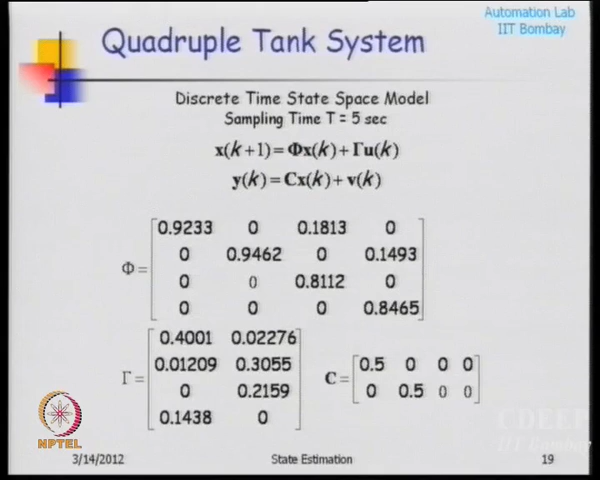 Automation Lab
IIT Bombay
Quadruple Tank System
Discrete Time State Space Model
Sampling Time T = 5 sec
x(k+1) = Φx(k) + Γu(k)
y(k) = Cx(k) + v(k)
Φ = [0.9233 0 0.1813 0
0 0.9462 0 0.1493
0 0 0.8112 0
0 0 0 0.8465]
Γ = [0.4001 0.02276
0.01209 0.3055
0 0.2159
0.1438 0]
C = [0.5 0 0 0
0 0.5 0 0]
NPTEL
3/14/2012 State Estimation 19
DEEP
IIT Bombay